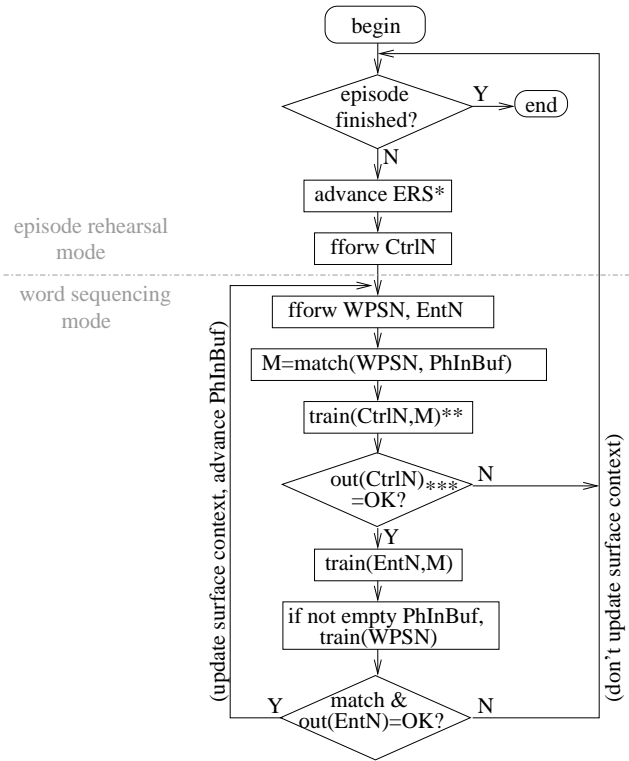 begin
episode
finished?
Y
end
N
advance ERS*
episode rehearsal
mode
fforw CtrlN
word sequencing
mode
fforw WPSN, EntN
M=match(WPSN, PhInBuf)
train(CtrlN,M)**
out(CtrlN)***
=OK?
N
Y
train(EntN,M)
if not empty PhInBuf,
train(WPSN)
match &
out(EntN)=OK?
Y
N
(update surface context, advance PhInBuf)
(don't update surface context)